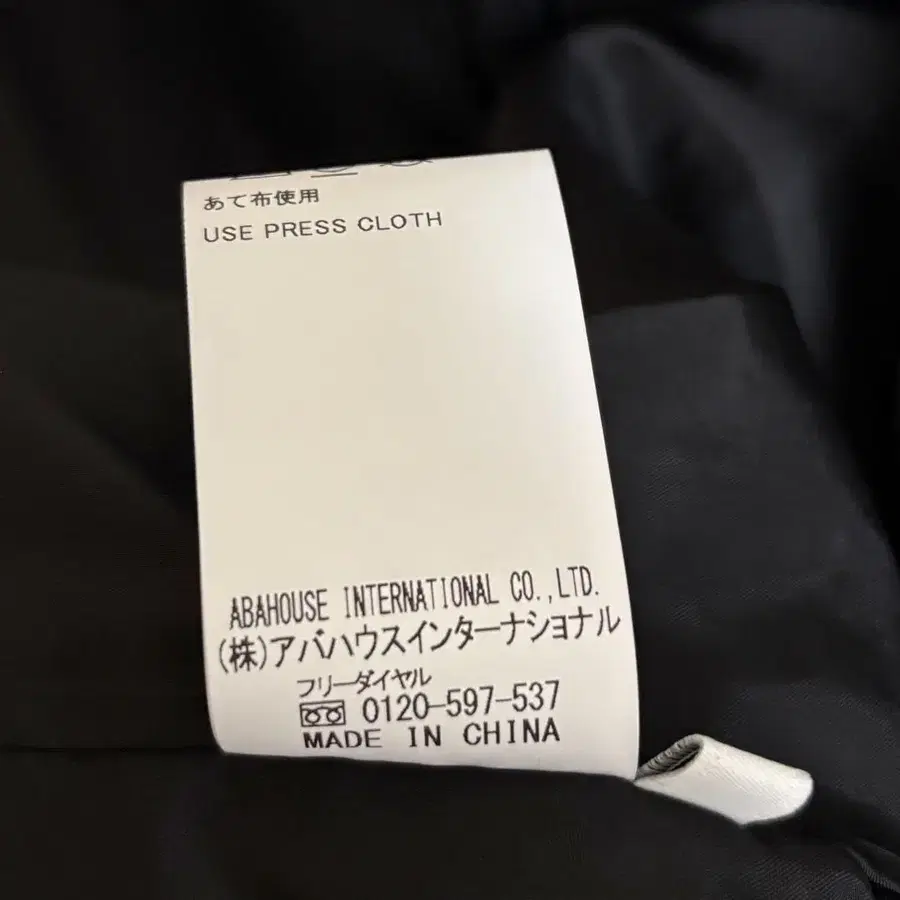 あて布使用
USE PRESS CLOTH
ABAHOUSE INTERNATIONAL CO.,LTD.
(株)アバハウスインターナショナル
フリーダイヤル
0120-597-537
MADE IN CHINA